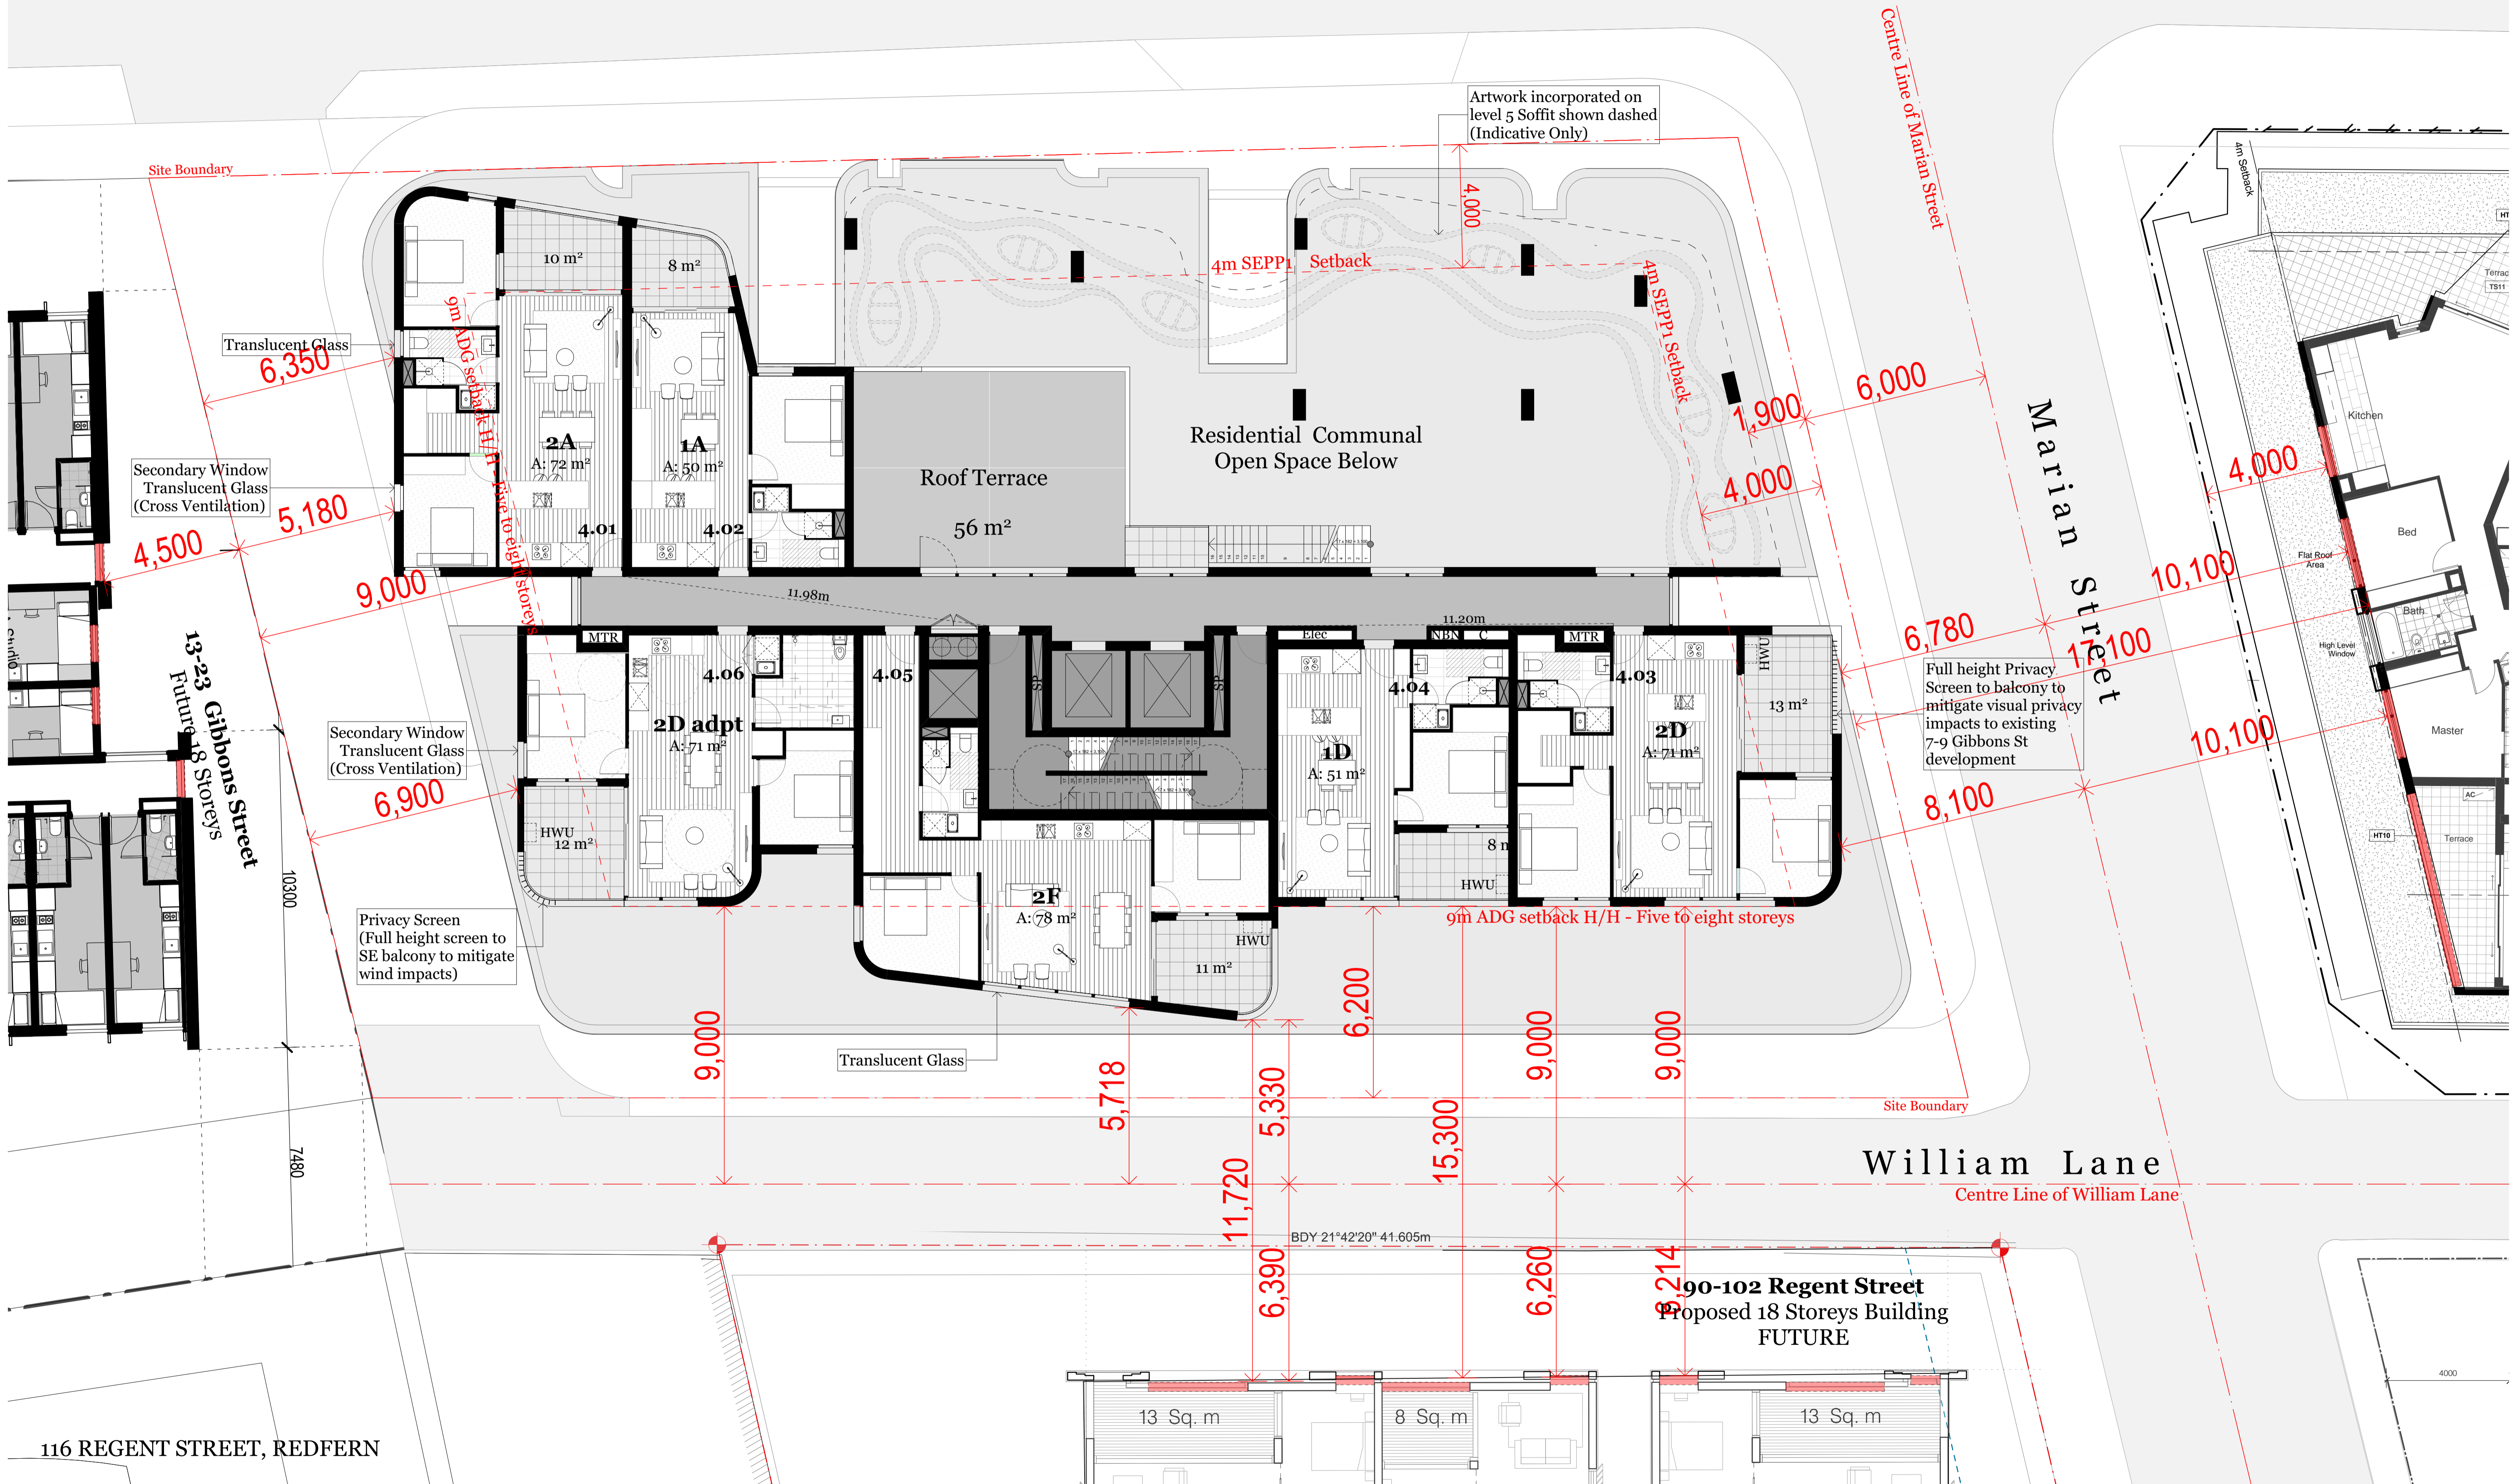 Centre Line of Marian Street
Artwork incorporated on
level 5 Soffit shown dashed
(Indicative Only)
Site Boundary
4m Setback
4,000
10 m²
8 m²
4m SEPP1 Setback
4m SEPP1 Setback
9m ADG setback H/H - Five to eight storeys
Translucent Glass
6,350
1,900
6,000
Marian Street
Kitchen
2A
A: 72 m²
1A
A: 50 m²
Residential Communal
Open Space Below
Secondary Window
Translucent Glass
(Cross Ventilation)
Roof Terrace
56 m²
4,000
4,000
5,180
4,500
4.01
4.02
Bed
Flat Roof
Area
9,000
11.98m
10,100
Bath
11.20m
MTR
Elec
NBN
C
MTR
6,780
17,100
High Level
Window
Studio
13-23 Gibbons Street
Future 18 Storeys
4.06
4.05
SP
SP
4.04
4.03
HWU
Full height Privacy
Screen to balcony to
mitigate visual privacy
impacts to existing
7-9 Gibbons St
development
2D adpt
A: 71 m²
13 m²
1D
A: 51 m²
2D
A: 71 m²
Secondary Window
Translucent Glass
(Cross Ventilation)
Master
10,100
6,900
8,100
AC
HT10
Terrace
HWU
12 m²
8 m
HWU
10300
2F
A: 78 m²
9m ADG setback H/H - Five to eight storeys
Privacy Screen
(Full height screen to
SE balcony to mitigate
wind impacts)
HWU
11 m²
6,200
9,000
9,000
9,000
Translucent Glass
5,718
5,330
15,300
Site Boundary
7480
11,720
William Lane
Centre Line of William Lane
BDY 21°42'20" 41.605m
6,390
6,260
6,214
90-102 Regent Street
Proposed 18 Storeys Building
FUTURE
4000
13 Sq. m
8 Sq. m
13 Sq. m
116 REGENT STREET, REDFERN
HT
Terrac
TS11